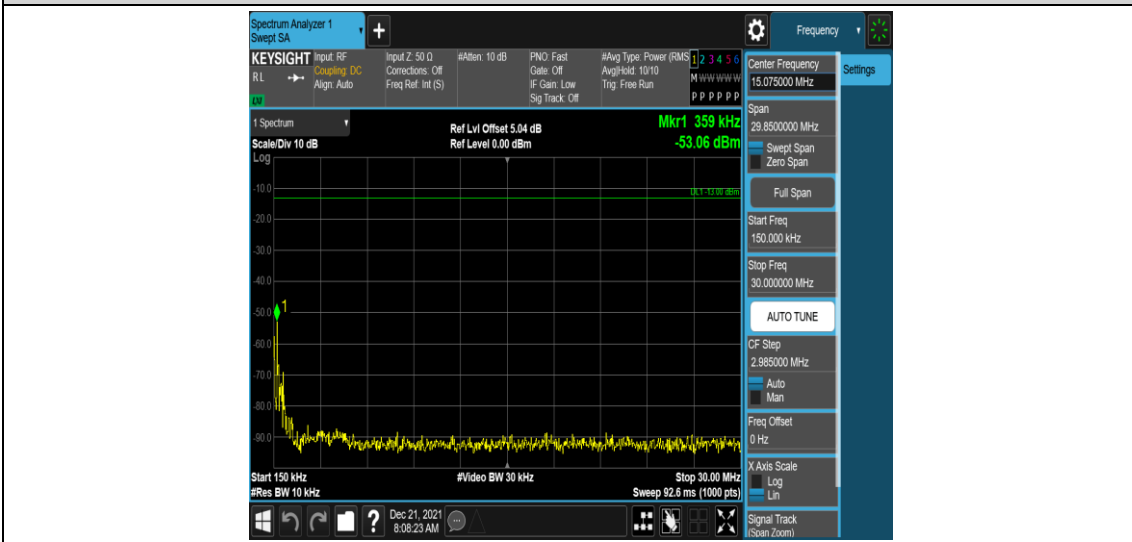 Spectrum Analyzer 1
Swept SA
+
Frequency
KEYSIGHT
RL
LXI
Input: RF
Coupling: DC
Align: Auto
Input Z: 50 Ω
Corrections: Off
Freq Ref: Int (S)
#Atten: 10 dB
PNO: Fast
Gate: Off
IF Gain: Low
Sig Track: Off
#Avg Type: Power (RMS
Avg|Hold: 10/10
Trig: Free Run
1 2 3 4 5 6
M W W W W W
P P P P P P
1 Spectrum
Scale/Div 10 dB
Log
Ref Lvl Offset 5.04 dB
Ref Level 0.00 dBm
Mkr1 359 kHz
-53.06 dBm
DL1 -13.00 dBm
-10.0
-20.0
-30.0
-40.0
-50.0
1
-60.0
-70.0
-80.0
-90.0
Start 150 kHz
#Res BW 10 kHz
#Video BW 30 kHz
Stop 30.00 MHz
Sweep 92.6 ms (1000 pts)
Center Frequency
15.075000 MHz
Settings
Span
29.8500000 MHz
Swept Span
Zero Span
Full Span
Start Freq
150.000 kHz
Stop Freq
30.000000 MHz
AUTO TUNE
CF Step
2.985000 MHz
Auto
Man
Freq Offset
0 Hz
X Axis Scale
Log
Lin
Signal Track
(Span Zoom)
?
Dec 21, 2021
8:08:23 AM